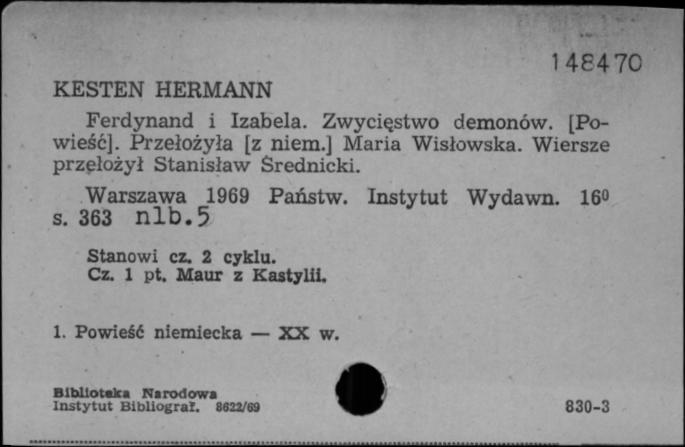 148470
KESTEN HERMANN
Ferdynand i Izabela. Zwycięstwo demonów. [Po-
wieść]. Przełożyła [z niem.] Maria Wisłowska. Wiersze
przełożył Stanisław Średnicki.
Warszawa 1969 Państw. Instytut Wydawn. 16⁰
s. 363 nlb.5
Stanowi cz. 2 cyklu.
Cz. 1 pt. Maur z Kastylii.
1. Powieść niemiecka — XX w.
Biblioteka Narodowa
Instytut Bibliograf. 8622/69
830-3